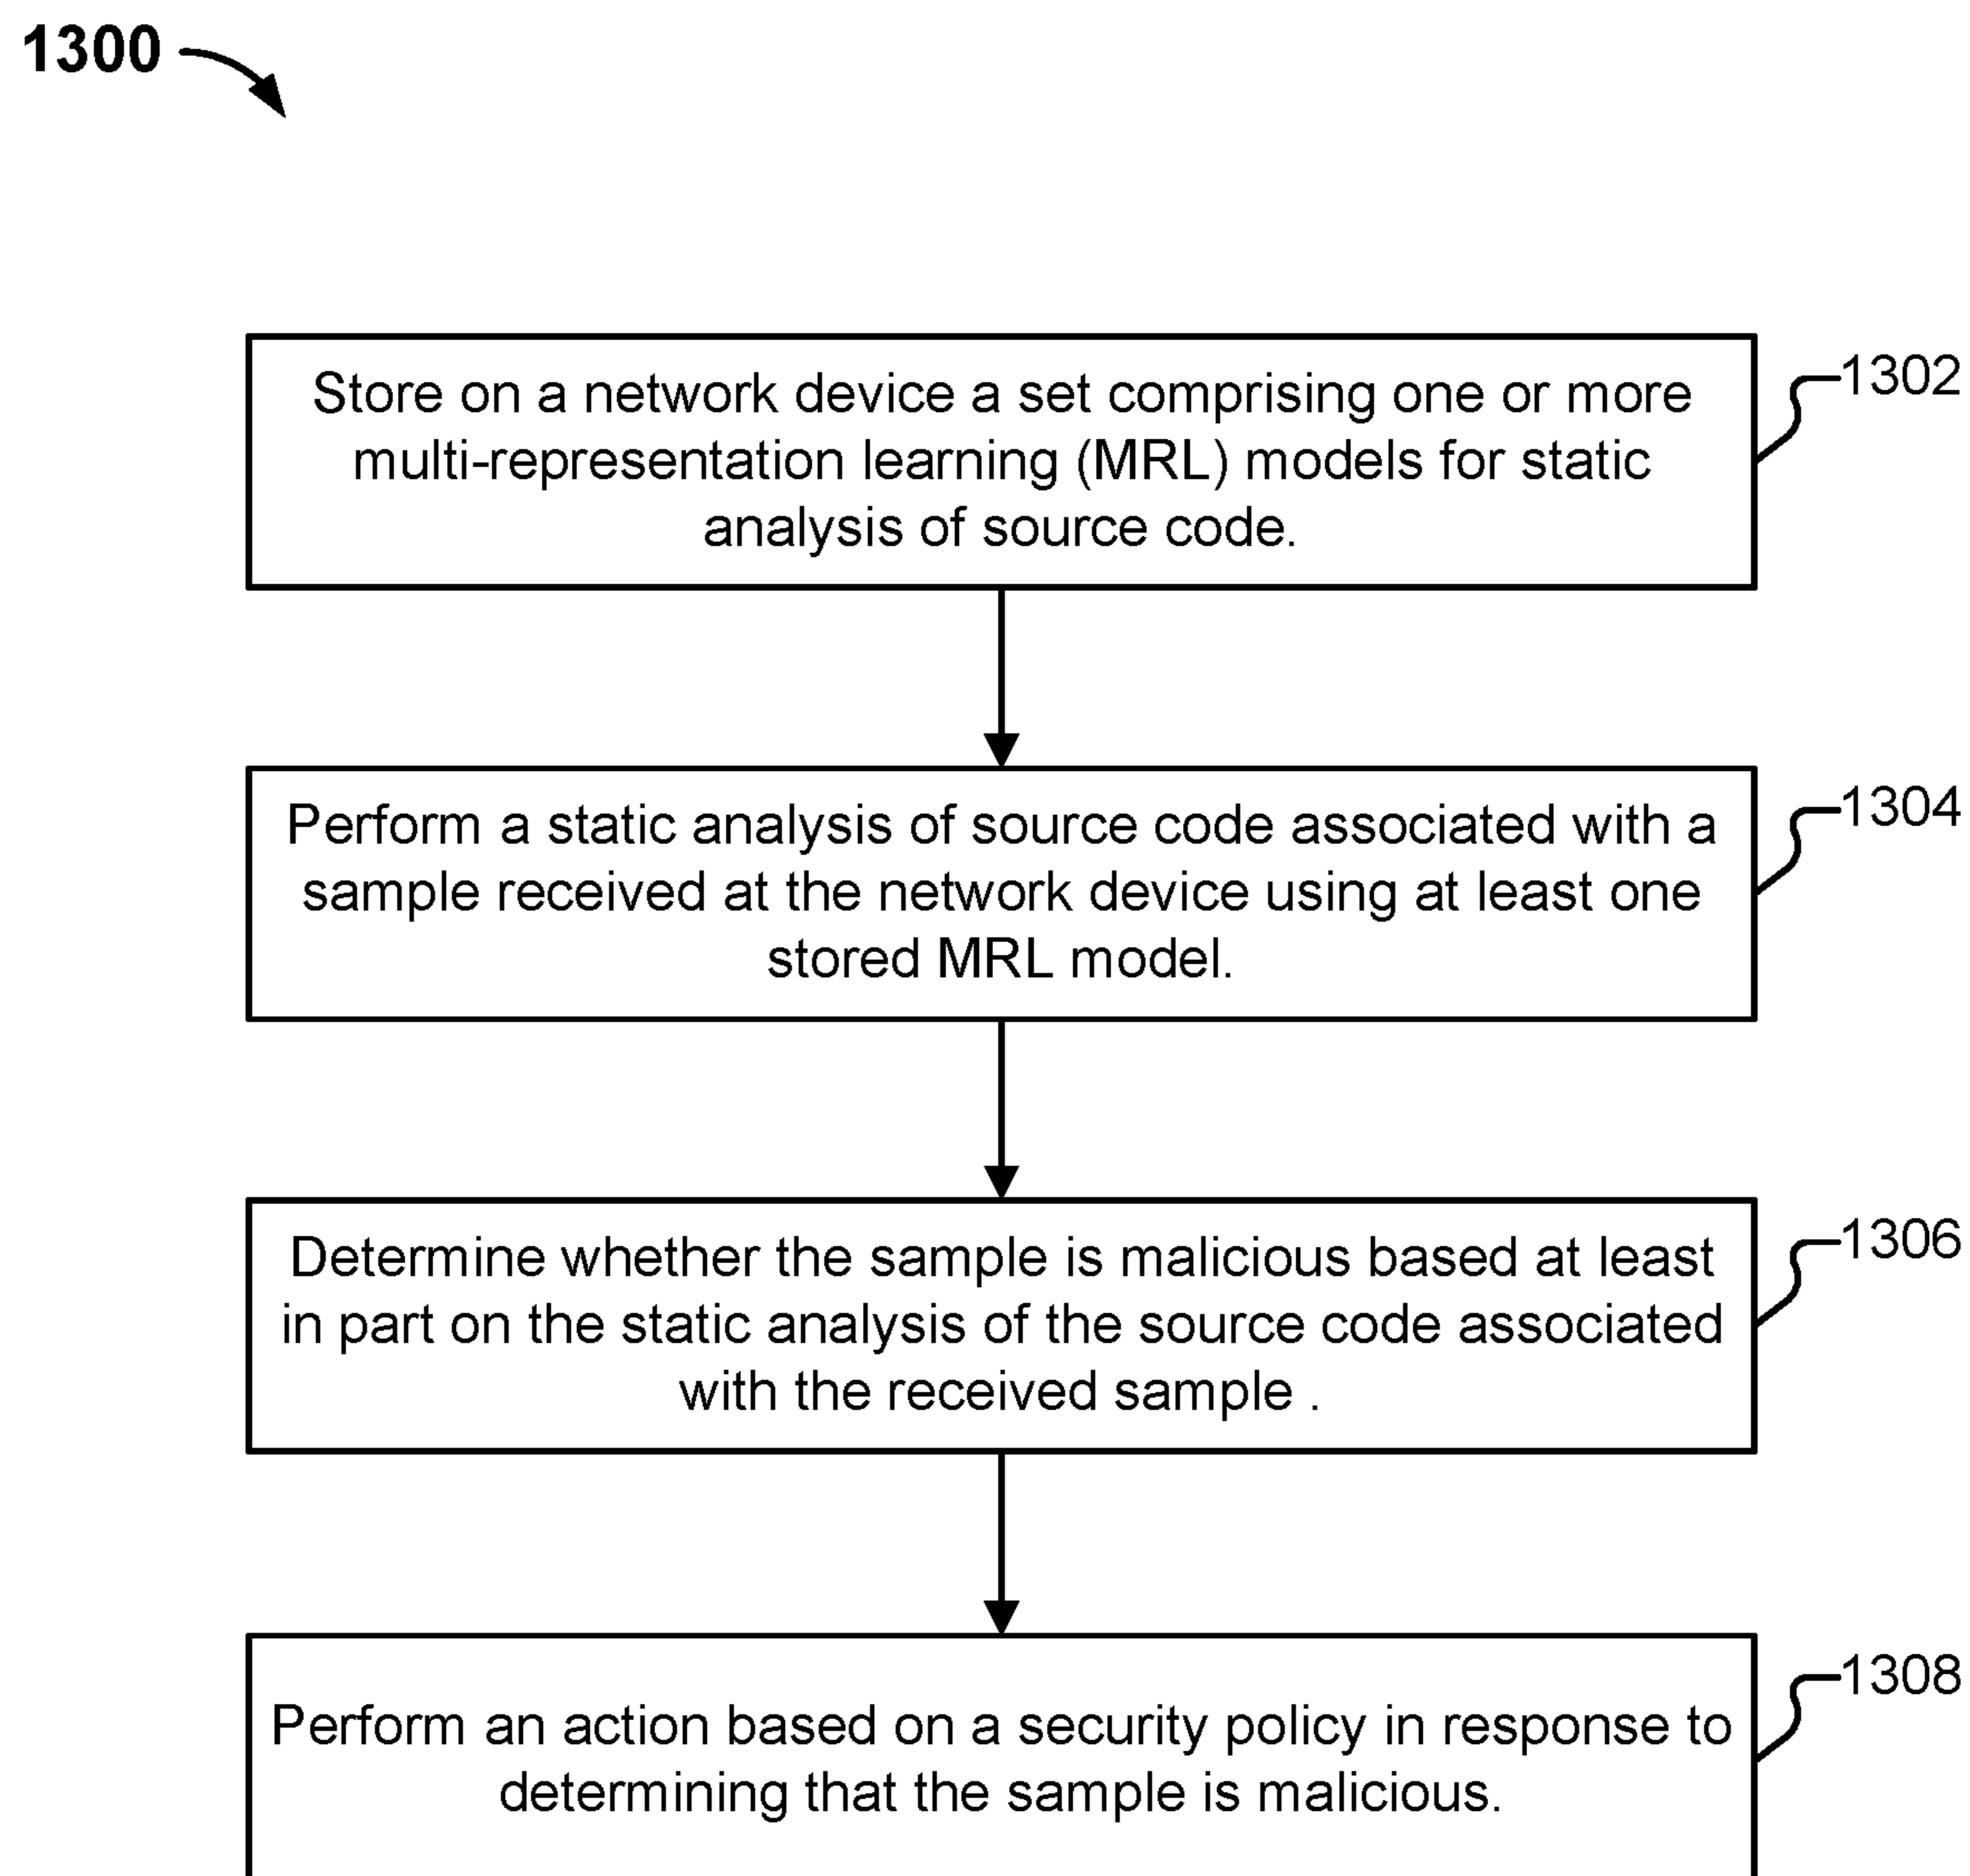 1300
Store on a network device a set comprising one or more
multi-representation learning (MRL) models for static
analysis of source code.
1302
Perform a static analysis of source code associated with a
sample received at the network device using at least one
stored MRL model.
1304
Determine whether the sample is malicious based at least
in part on the static analysis of the source code associated
with the received sample .
1306
Perform an action based on a security policy in response to
determining that the sample is malicious.
1308